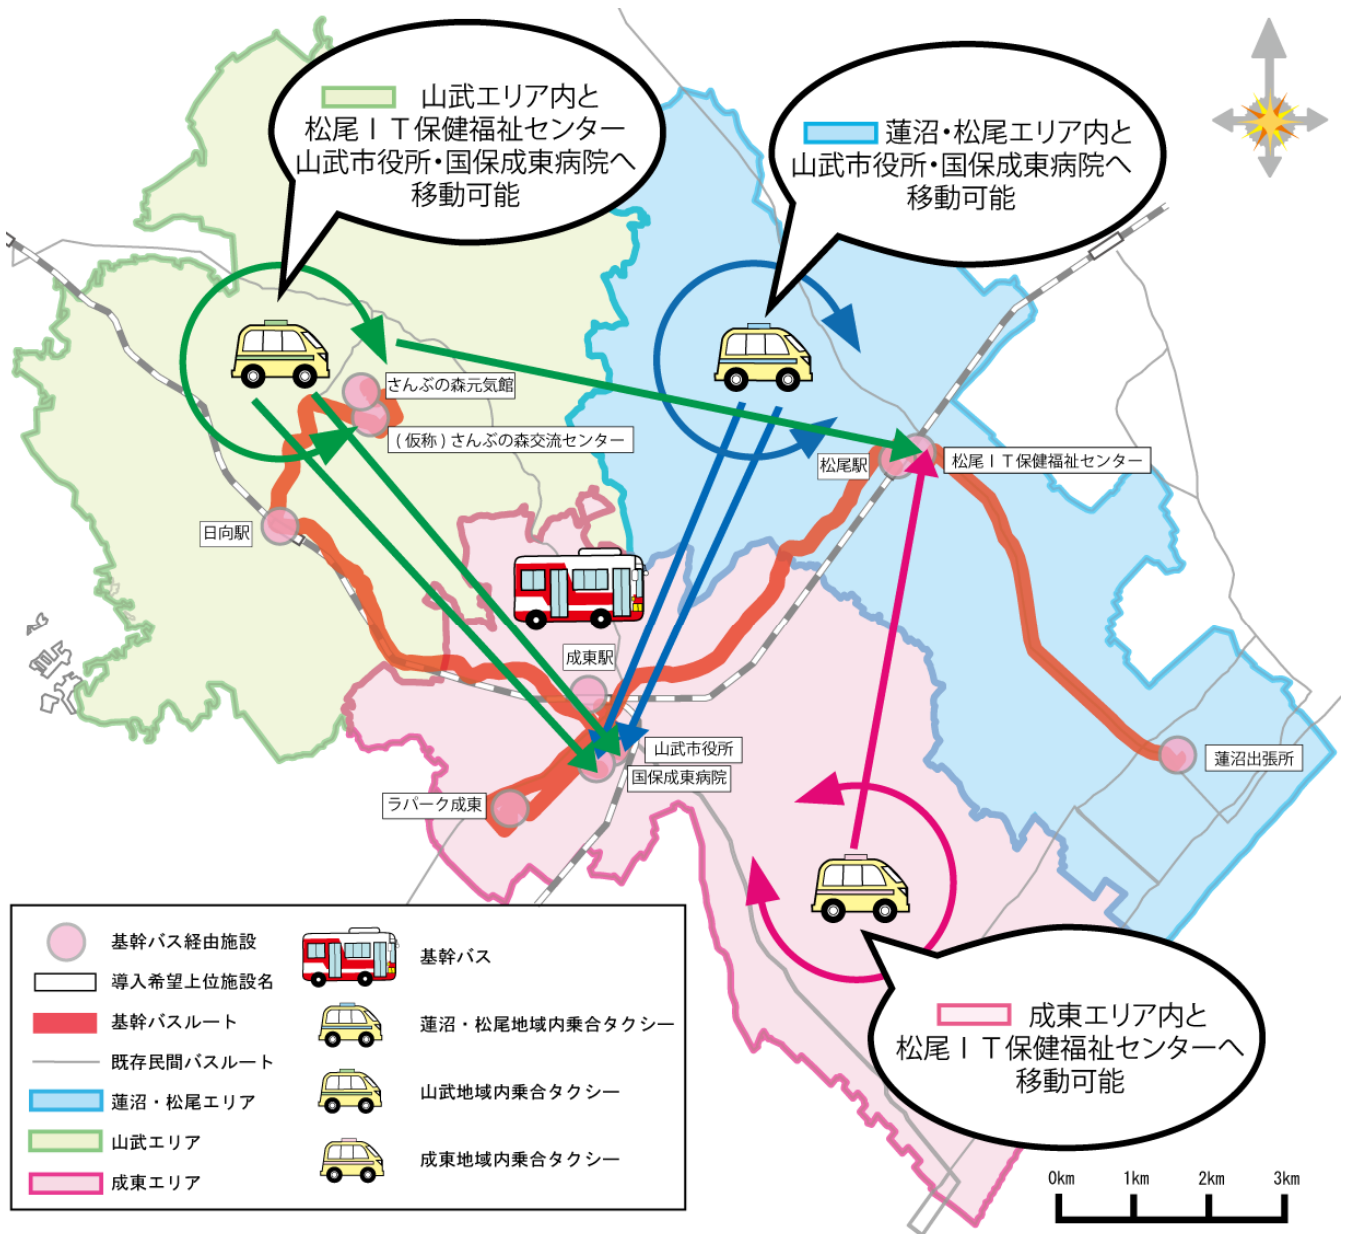 山武エリア内と
松尾ＩＴ保健福祉センター
山武市役所・国保成東病院へ
移動可能
蓮沼・松尾エリア内と
山武市役所・国保成東病院へ
移動可能
さんぶの森元気館
(仮称)さんぶの森交流センター
松尾駅
松尾ＩＴ保健福祉センター
日向駅
成東駅
山武市役所
国保成東病院
蓮沼出張所
ラパーク成東
成東エリア内と
松尾ＩＴ保健福祉センターへ
移動可能
基幹バス経由施設
導入希望上位施設名
基幹バスルート
既存民間バスルート
蓮沼・松尾エリア
山武エリア
成東エリア
基幹バス
蓮沼・松尾地域内乗合タクシー
山武地域内乗合タクシー
成東地域内乗合タクシー
0km 1km 2km 3km